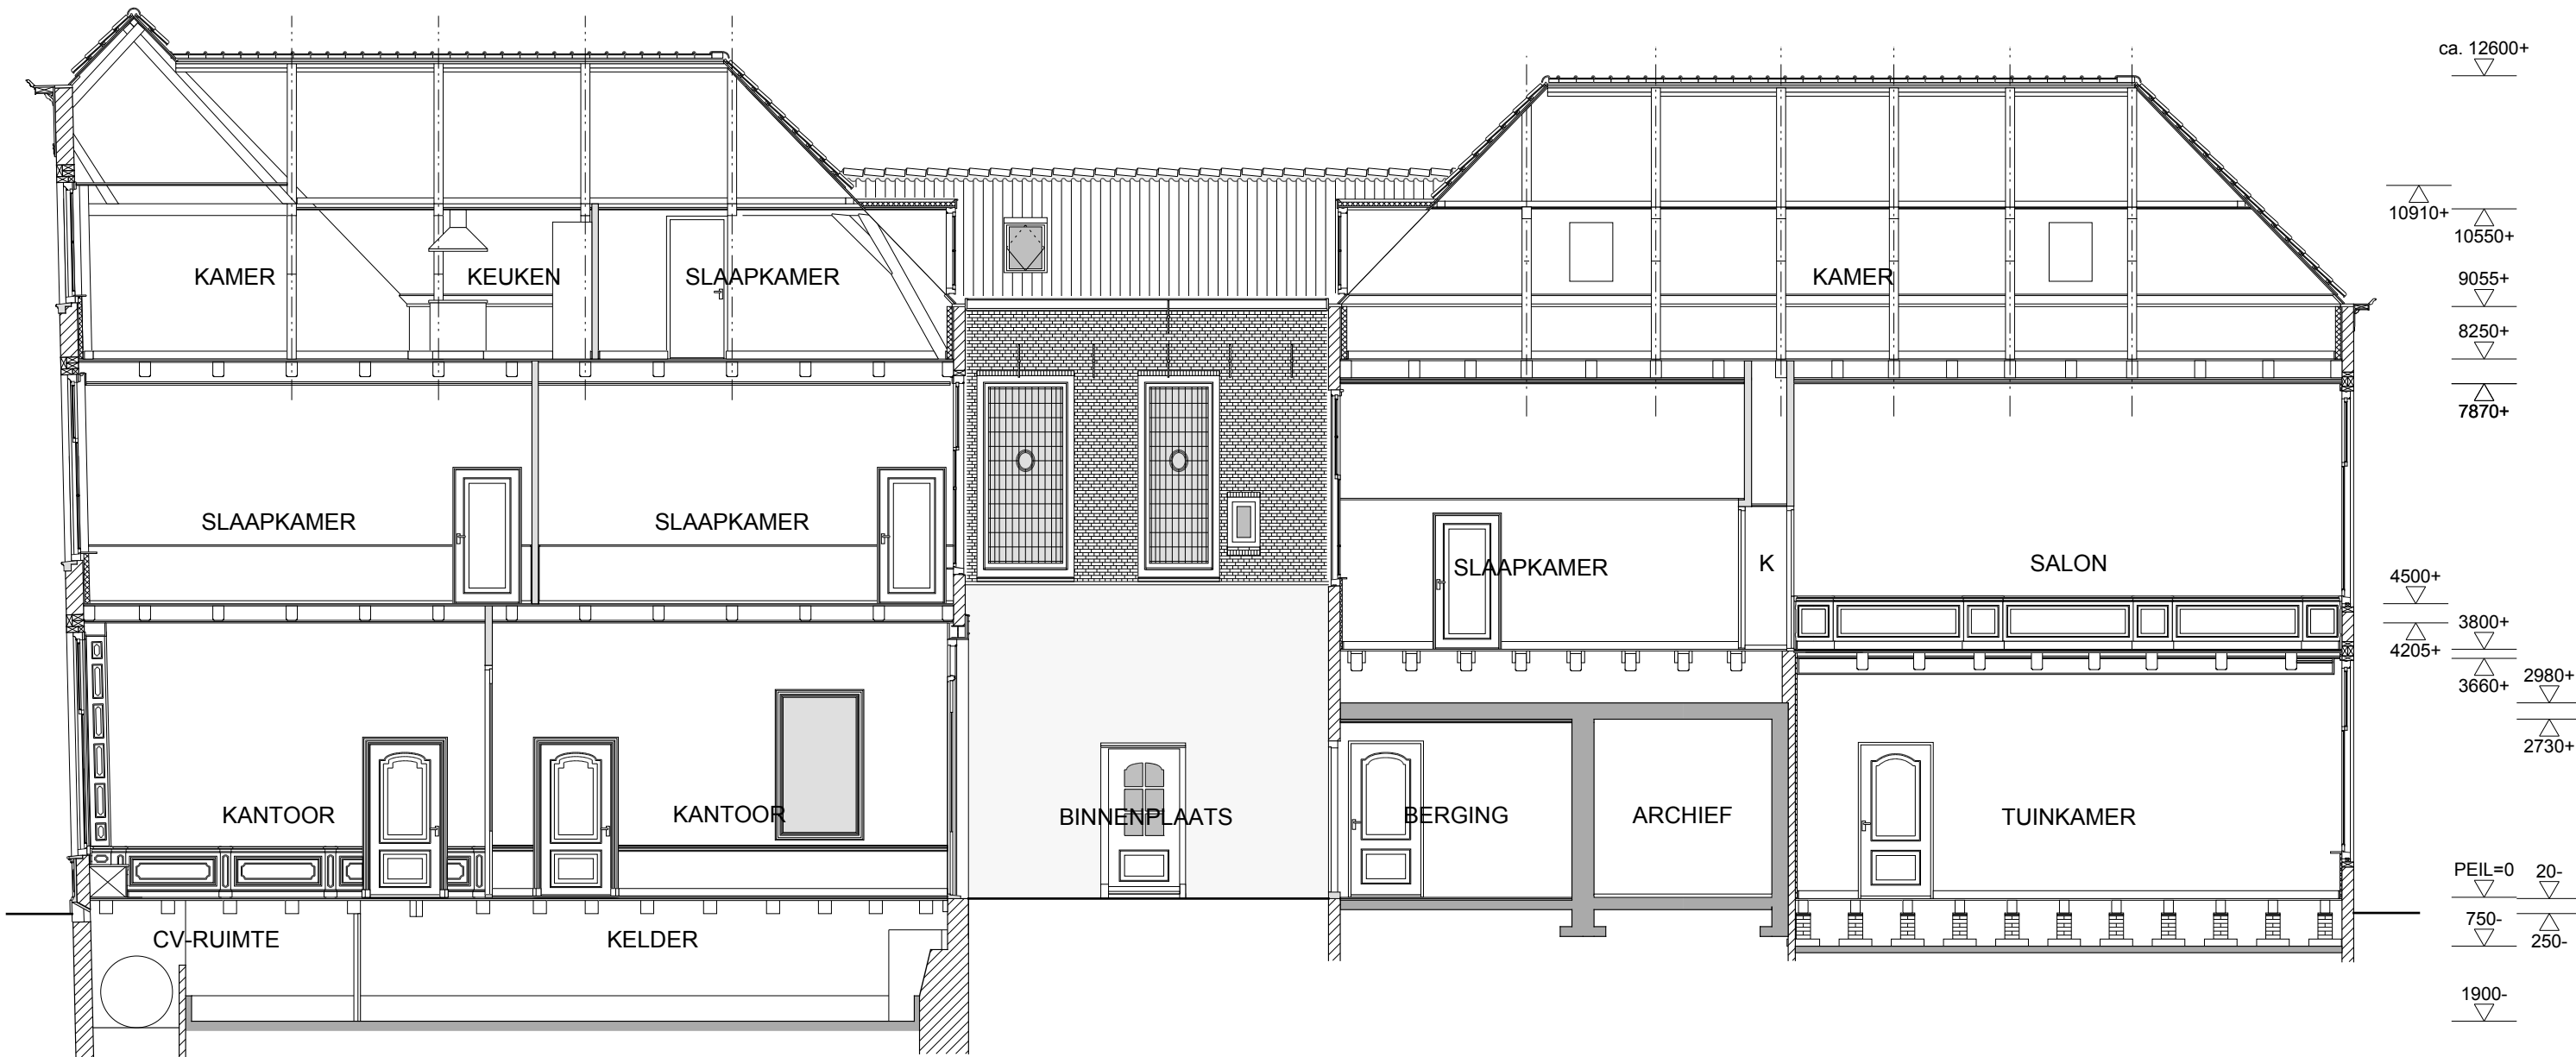 ca. 12600+
10910+
10550+
KAMER
KEUKEN
SLAAPKAMER
KAMER
9055+
8250+
7870+
SLAAPKAMER
SLAAPKAMER
SLAAPKAMER
K
SALON
4500+
3800+
4205+
3660+
2980+
2730+
KANTOOR
KANTOOR
BINNENPLAATS
BERGING
ARCHIEF
TUINKAMER
PEIL=0
20-
CV-RUIMTE
KELDER
750-
250-
1900-